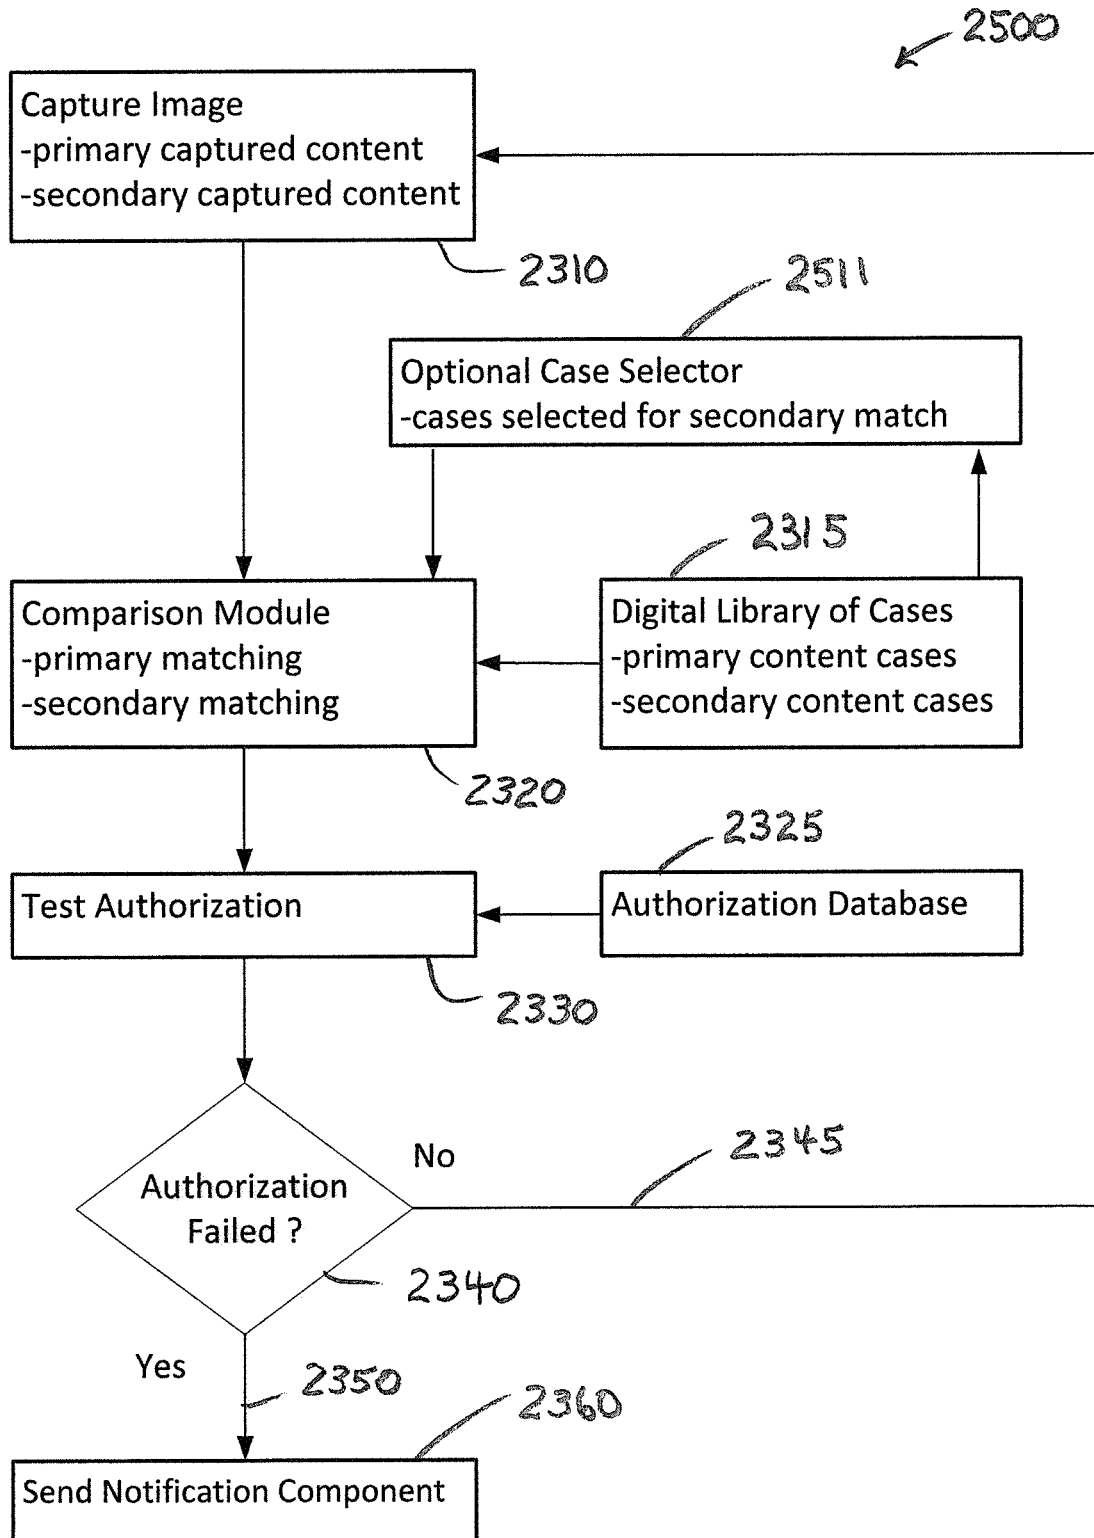 2500
Capture Image
-primary captured content
-secondary captured content
2310
2511
Optional Case Selector
-cases selected for secondary match
2315
Comparison Module
-primary matching
-secondary matching
Digital Library of Cases
-primary content cases
-secondary content cases
2320
2325
Test Authorization
Authorization Database
2330
No
2345
Authorization
Failed ?
2340
Yes
2350
2360
Send Notification Component